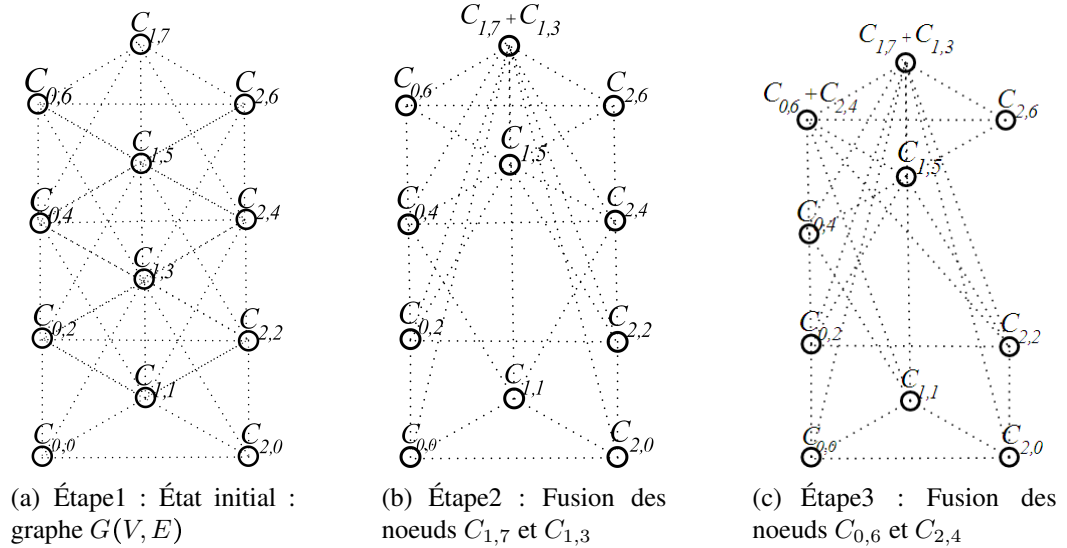 C1,7
C0,6
C2,6
C1,5
C0,4
C2,4
C1,3
C0,2
C2,2
C1,1
C0,0
C2,0
(a) Étape1 : État initial :
graphe G(V, E)
C1,7 + C1,3
C0,6
C2,6
C1,5
C0,4
C2,4
C0,2
C2,2
C1,1
C0,0
C2,0
(b) Étape2 : Fusion des
noeuds C1,7 et C1,3
C1,7 + C1,3
C0,6 + C2,4
C2,6
C1,5
C0,4
C0,2
C2,2
C1,1
C0,0
C2,0
(c) Étape3 : Fusion des
noeuds C0,6 et C2,4